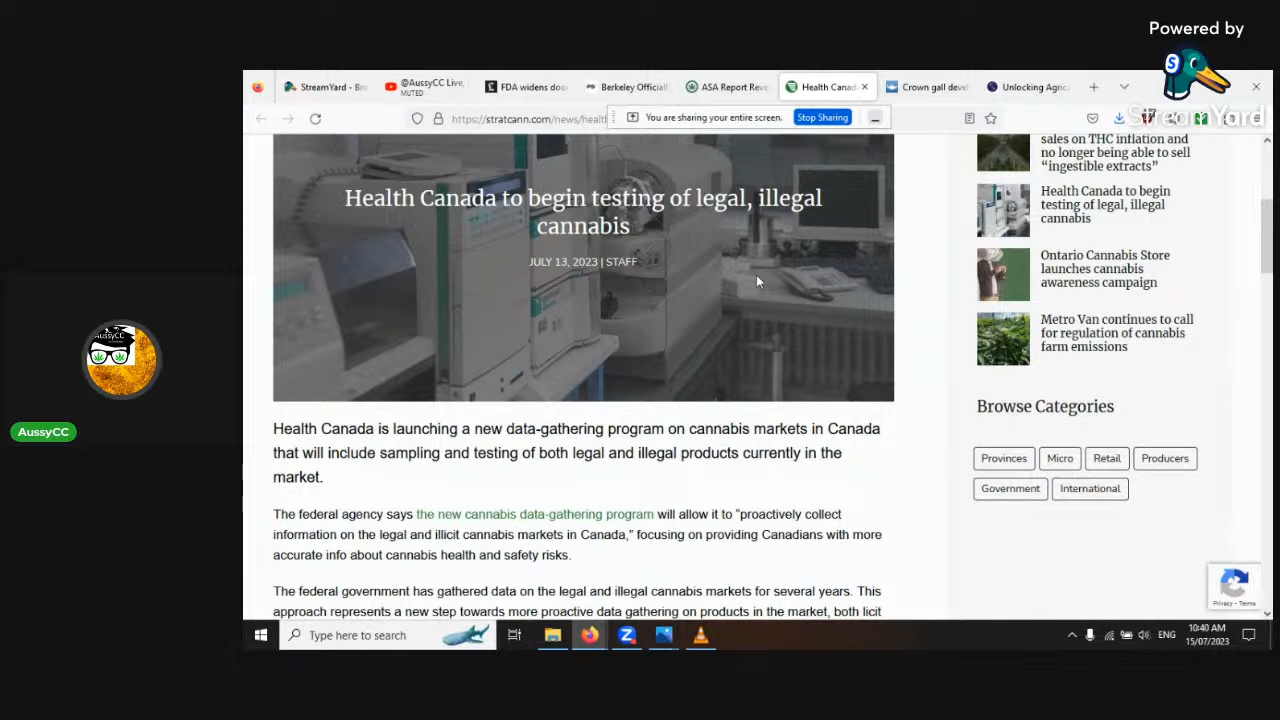 Powered by
StreamYard
StreamYard - Bro
@AussyCC Live,
MUTED
FDA widens doo
Berkeley Officiall
ASA Report Reve
Health Canad
Crown gall devel
Unlocking Agric
https://stratcann.com/news/healt
You are sharing your entire screen.
Stop Sharing
Health Canada to begin testing of legal, illegal
cannabis
JULY 13, 2023 | STAFF
Health Canada is launching a new data-gathering program on cannabis markets in Canada
that will include sampling and testing of both legal and illegal products currently in the
market.
The federal agency says the new cannabis data-gathering program will allow it to “proactively collect
information on the legal and illicit cannabis markets in Canada,” focusing on providing Canadians with more
accurate info about cannabis health and safety risks.
The federal government has gathered data on the legal and illegal cannabis markets for several years. This
approach represents a new step towards more proactive data gathering on products in the market, both licit
sales on THC inflation and
no longer being able to sell
“ingestible extracts”
Health Canada to begin
testing of legal, illegal
cannabis
Ontario Cannabis Store
launches cannabis
awareness campaign
Metro Van continues to call
for regulation of cannabis
farm emissions
Browse Categories
Provinces
Micro
Retail
Producers
Government
International
Privacy - Terms
AussyCC
AussyCC
Type here to search
ENG
10:40 AM
15/07/2023